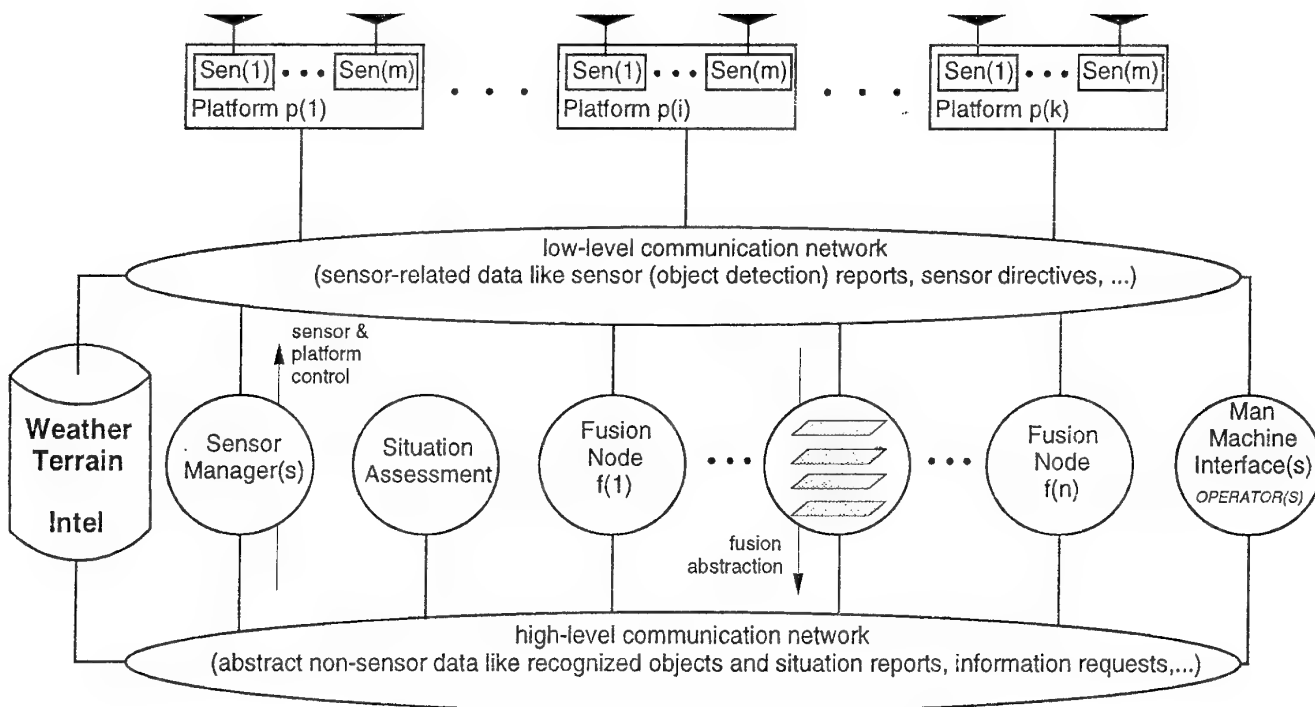 Sen(1) • • • Sen(m)
Platform p(1)
• • • •
Sen(1) • • • Sen(m)
Platform p(i)
• • • •
Sen(1) • • • Sen(m)
Platform p(k)
low-level communication network
(sensor-related data like sensor (object detection) reports, sensor directives, ...)
sensor &
platform
control
Weather
Terrain
Intel
Sensor
Manager(s)
Situation
Assessment
Fusion
Node
f(1)
• • •
• • •
Fusion
Node
f(n)
Man
Machine
Interface(s)
OPERATOR(S)
fusion
abstraction
high-level communication network
(abstract non-sensor data like recognized objects and situation reports, information requests,...)